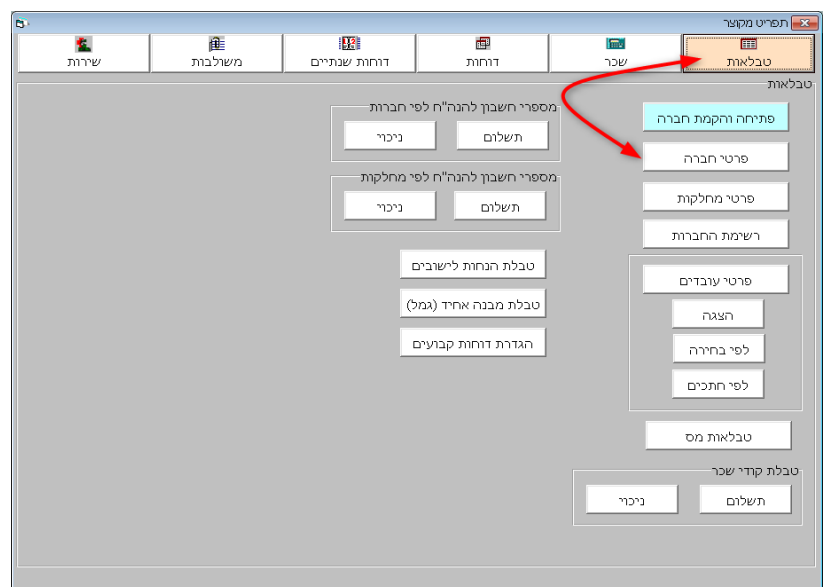 תפריט מקוצר
טבלאות
שכר
דוחות
דוחות שנתיים
משולבות
שירות
טבלאות
פתיחה והקמת חברה
פרטי חברה
פרטי מחלקות
רשימת החברות
פרטי עובדים
הצגה
לפי בחירה
לפי חתכים
טבלאות מס
טבלת קודי שכר
תשלום
ניכוי
מספרי חשבון להנה"ח לפי חברות
תשלום
ניכוי
מספרי חשבון להנה"ח לפי מחלקות
תשלום
ניכוי
טבלת הנחות לישובים
טבלת מבנה אחיד (גמל)
הגדרת דוחות קבועים